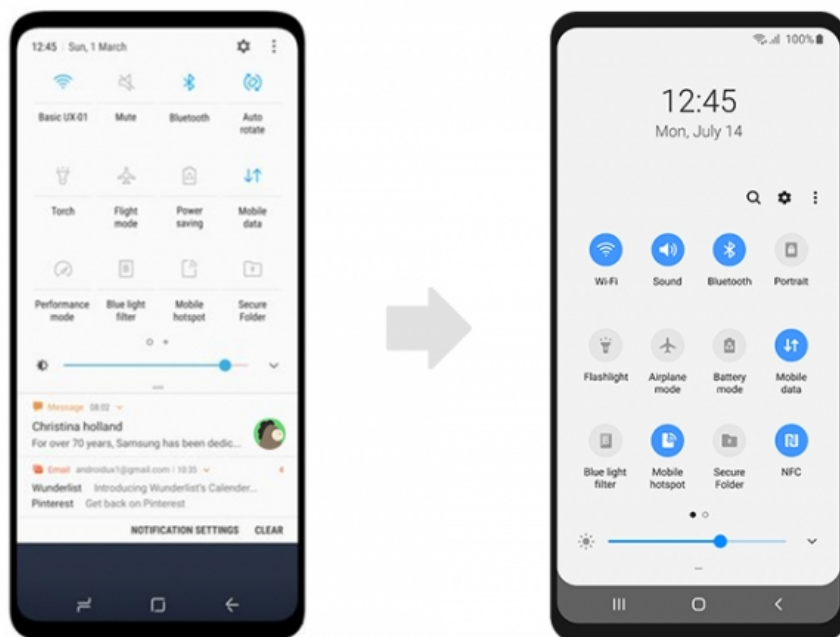 12:45 | Sun, 1 March
Basic UX-01 Mute Bluetooth Auto
rotate
Torch Flight
mode Power
saving Mobile
data
Performance
mode Blue light
filter Mobile
hotspot Secure
Folder
Message 08:02
Christina holland
For over 70 years, Samsung has been dedic...
Email androidux1@gmail.com | 10:35 4
Wunderlist Introducing Wunderlist's Calender...
Pinterest Get back on Pinterest
NOTIFICATION SETTINGS CLEAR
100%
12:45
Mon, July 14
Wi-Fi Sound Bluetooth Portrait
Flashlight Airplane
mode Battery
mode Mobile
data
Blue light
filter Mobile
hotspot Secure
Folder NFC